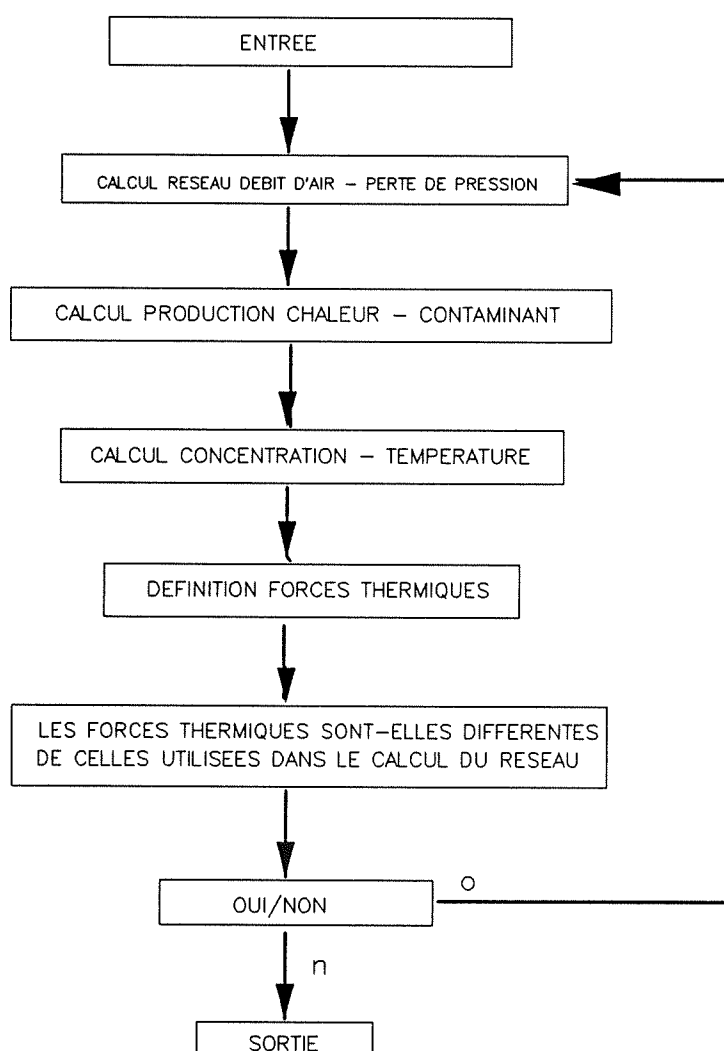 ENTREE
CALCUL RESEAU DEBIT D'AIR – PERTE DE PRESSION
CALCUL PRODUCTION CHALEUR – CONTAMINANT
CALCUL CONCENTRATION – TEMPERATURE
DEFINITION FORCES THERMIQUES
LES FORCES THERMIQUES SONT-ELLES DIFFERENTES
DE CELLES UTILISEES DANS LE CALCUL DU RESEAU
o
OUI/NON
n
SORTIE